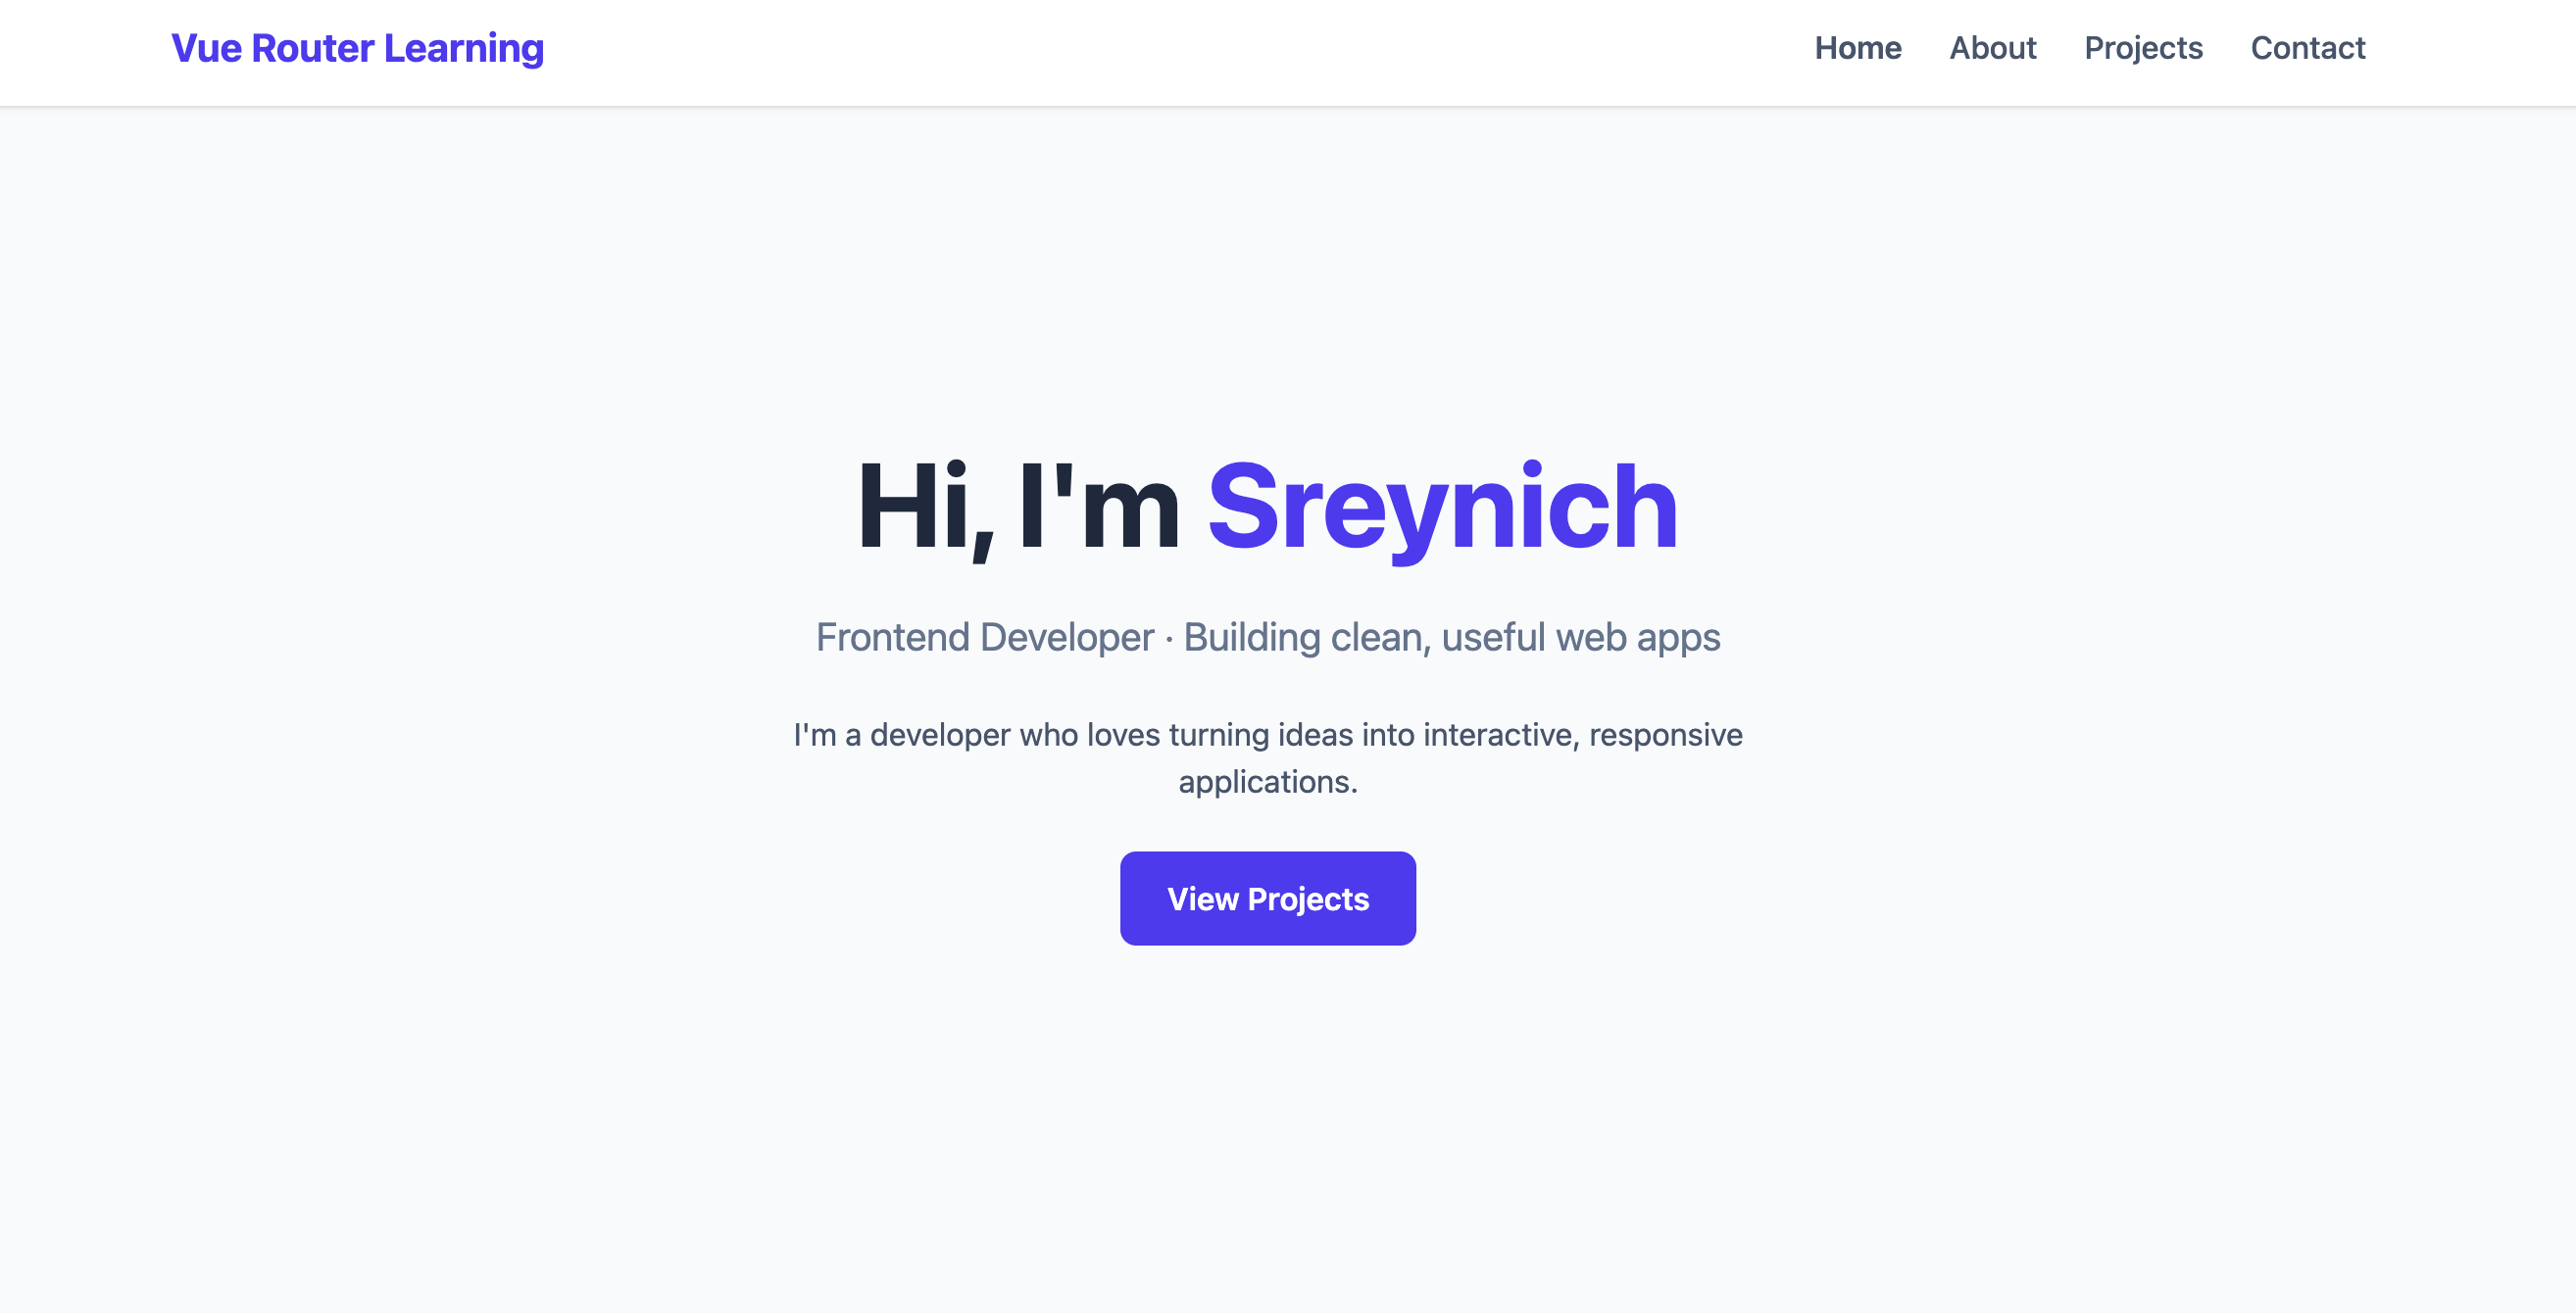 Vue Router Learning
Home About Projects Contact
Hi, I'm Sreynich
Frontend Developer · Building clean, useful web apps
I'm a developer who loves turning ideas into interactive, responsive
applications.
View Projects